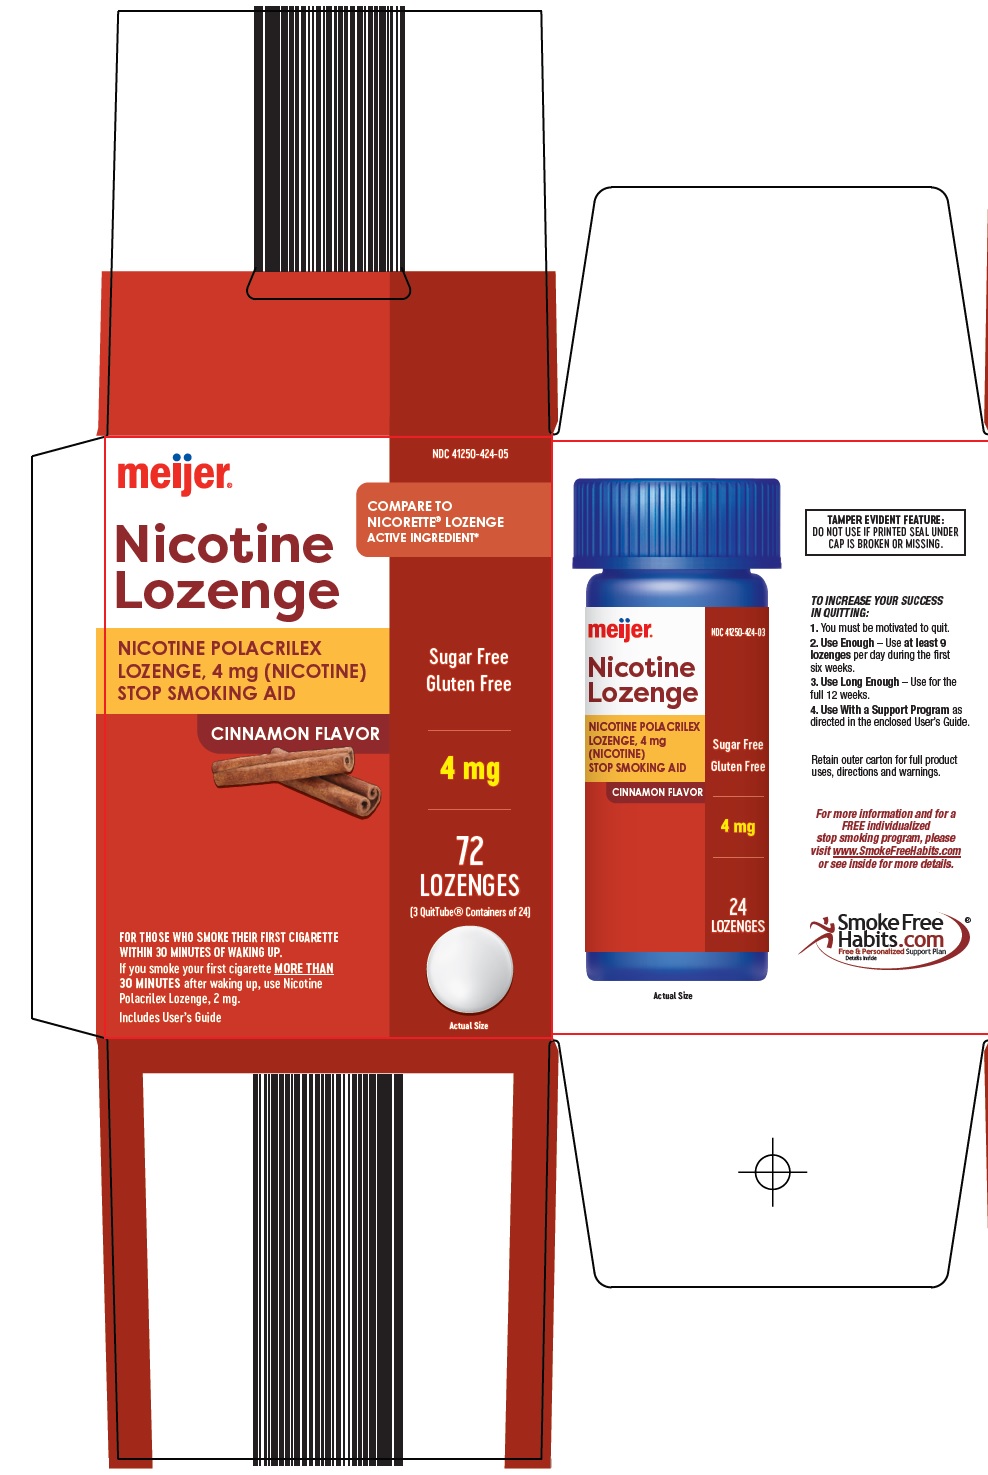 meijer®
NDC 41250-424-05
COMPARE TO
NICORETTE® LOZENGE
ACTIVE INGREDIENT*
Nicotine
Lozenge
NICOTINE POLACRILEX
LOZENGE, 4 mg (NICOTINE)
STOP SMOKING AID
CINNAMON FLAVOR
Sugar Free
Gluten Free
4 mg
72
LOZENGES
(3 QuitTube® Containers of 24)
Actual Size
FOR THOSE WHO SMOKE THEIR FIRST CIGARETTE
WITHIN 30 MINUTES OF WAKING UP.
If you smoke your first cigarette MORE THAN
30 MINUTES after waking up, use Nicotine
Polacrilex Lozenge, 2 mg.
Includes User's Guide
meijer.
NDC 41250-424-03
Nicotine
Lozenge
NICOTINE POLACRILEX
LOZENGE, 4 mg
(NICOTINE)
STOP SMOKING AID
CINNAMON FLAVOR
Sugar Free
Gluten Free
4 mg
24
LOZENGES
Actual Size
TAMPER EVIDENT FEATURE:
DO NOT USE IF PRINTED SEAL UNDER
CAP IS BROKEN OR MISSING.
TO INCREASE YOUR SUCCESS
IN QUITTING:
1. You must be motivated to quit.
2. Use Enough – Use at least 9
lozenges per day during the first
six weeks.
3. Use Long Enough – Use for the
full 12 weeks.
4. Use With a Support Program as
directed in the enclosed User's Guide.
Retain outer carton for full product
uses, directions and warnings.
For more information and for a
FREE individualized
stop smoking program, please
visit www.SmokeFreeHabits.com
or see inside for more details.
Smoke Free ®
Habits.com
Free & Personalized Support Plan
Details Inside